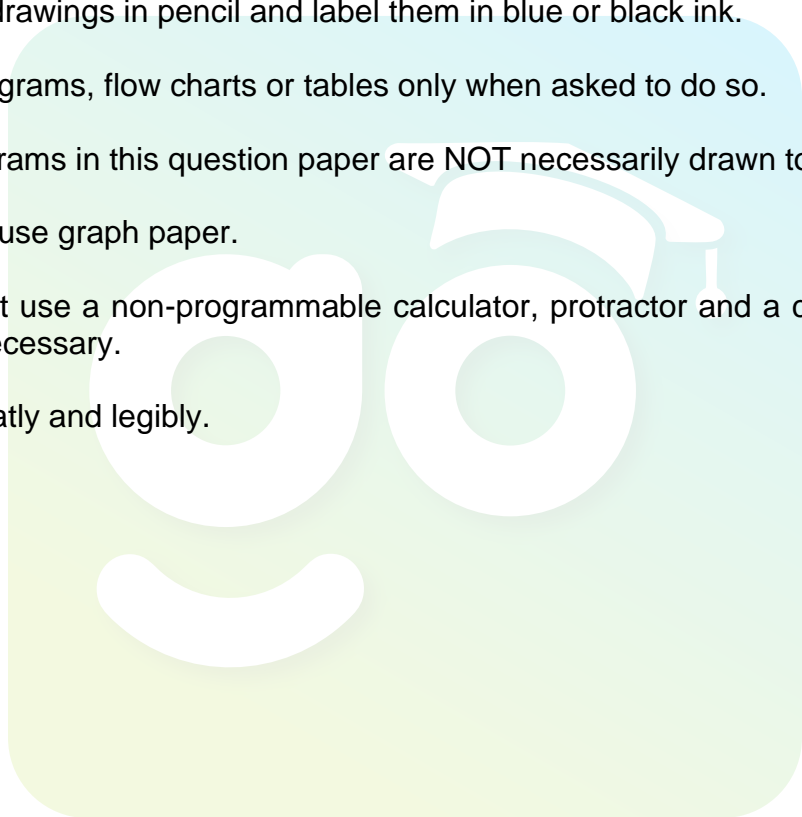 drawings in pencil and label them in blue or black ink.
grams, flow charts or tables only when asked to do so.
rams in this question paper are NOT necessarily drawn to
use graph paper.
t use a non-programmable calculator, protractor and a c
ecessary.
atly and legibly.
go